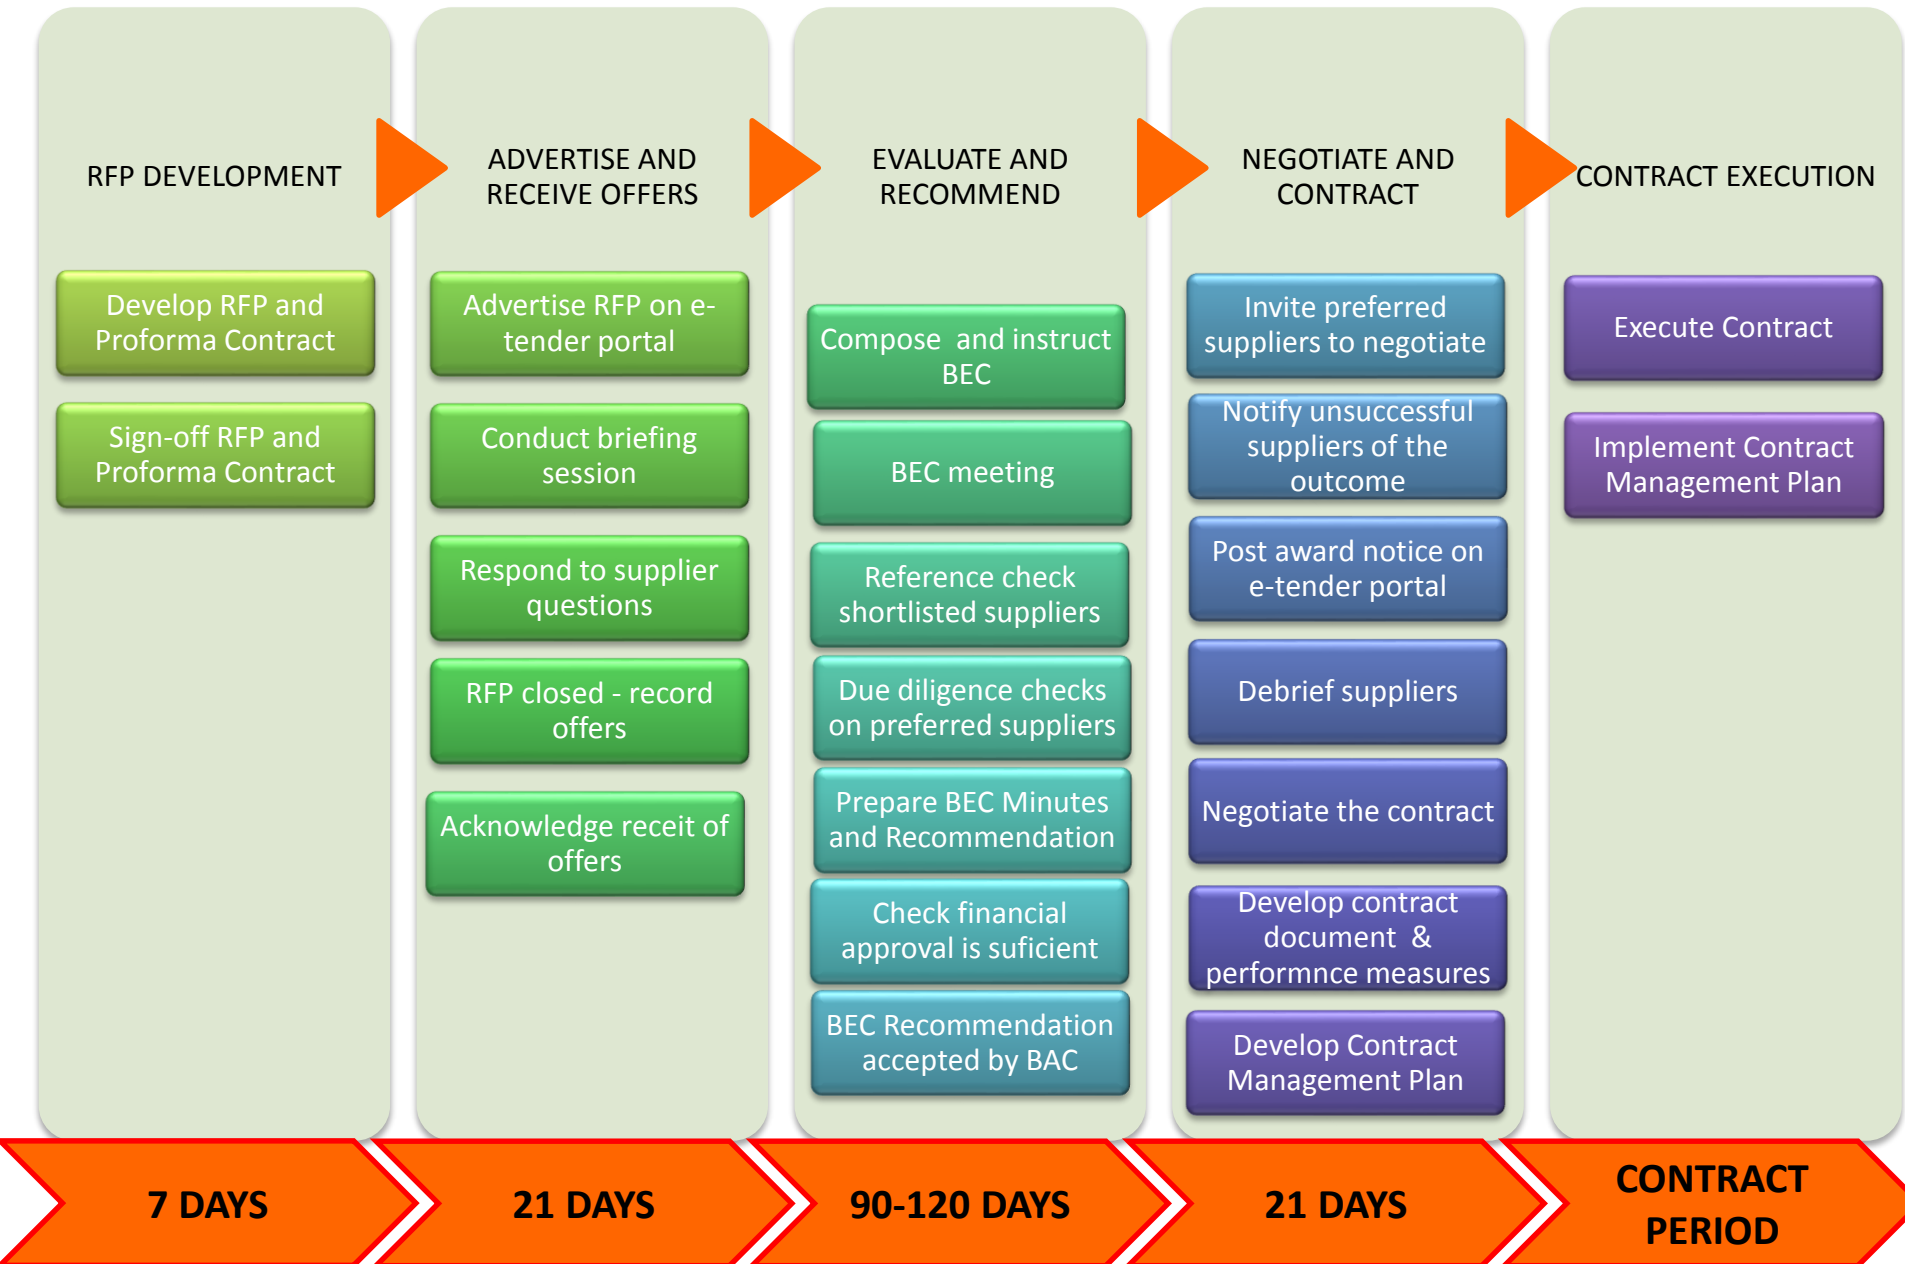 RFP DEVELOPMENT
Develop RFP and
Proforma Contract
Sign-off RFP and
Proforma Contract
ADVERTISE AND
RECEIVE OFFERS
Advertise RFP on e-
tender portal
Conduct briefing
session
Respond to supplier
questions
RFP closed - record
offers
Acknowledge receit of
offers
EVALUATE AND
RECOMMEND
Compose and instruct
BEC
BEC meeting
Reference check
shortlisted suppliers
Due diligence checks
on preferred suppliers
Prepare BEC Minutes
and Recommendation
Check financial
approval is suficient
BEC Recommendation
accepted by BAC
NEGOTIATE AND
CONTRACT
Invite preferred
suppliers to negotiate
Notify unsuccessful
suppliers of the
outcome
Post award notice on
e-tender portal
Debrief suppliers
Negotiate the contract
Develop contract
document &
performnce measures
Develop Contract
Management Plan
CONTRACT EXECUTION
Execute Contract
Implement Contract
Management Plan
7 DAYS
21 DAYS
90-120 DAYS
21 DAYS
CONTRACT
PERIOD